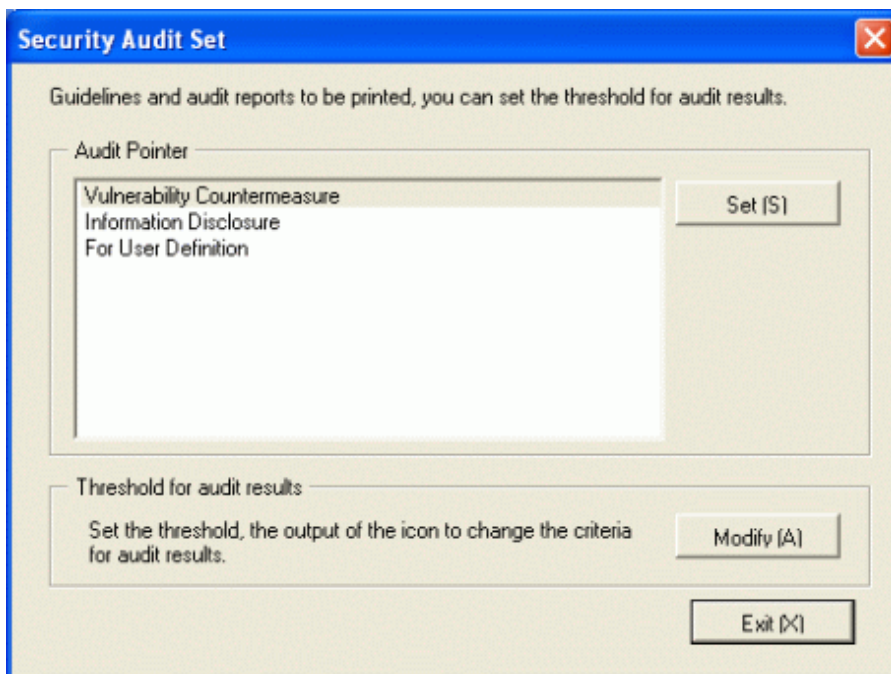 Security Audit Set
Guidelines and audit reports to be printed, you can set the threshold for audit results.
Audit Pointer
Vulnerability Countermeasure
Information Disclosure
For User Definition
Set (S)
Threshold for audit results
Set the threshold, the output of the icon to change the criteria
for audit results.
Modify (A)
Exit (X)